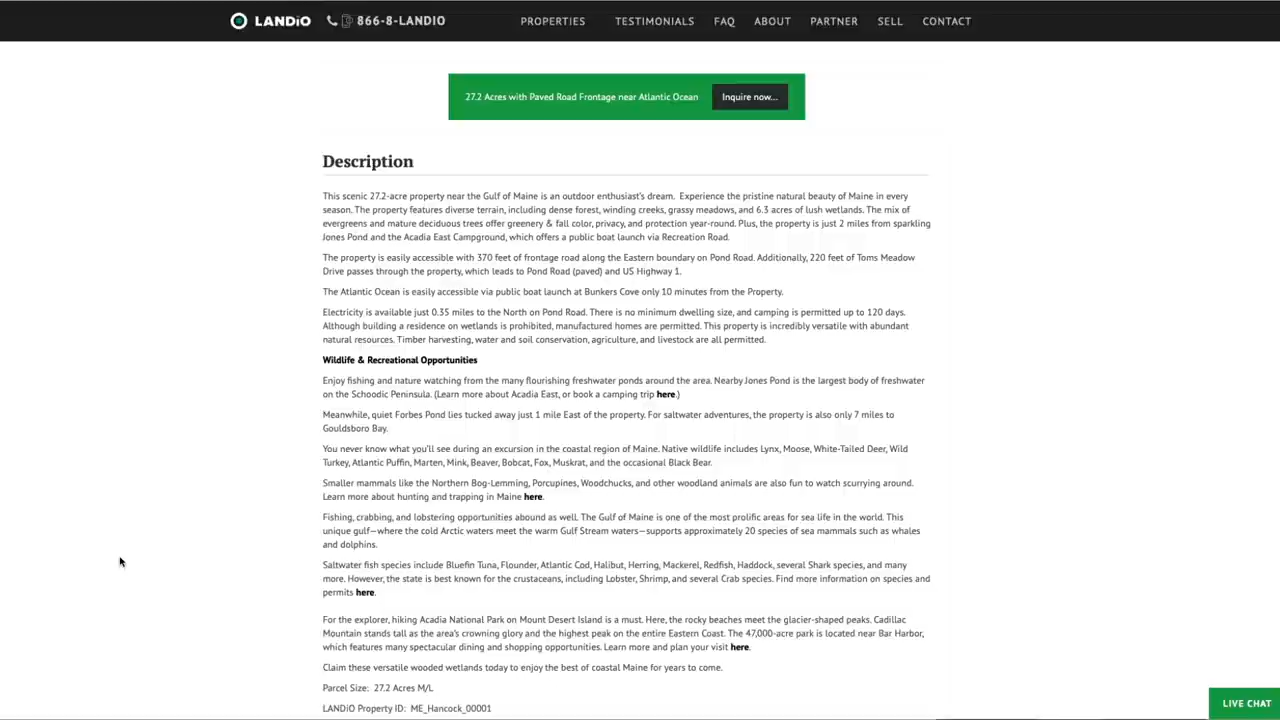 LANDiO 866-8-LANDIO PROPERTIES TESTIMONIALS FAQ ABOUT PARTNER SELL CONTACT
27.2 Acres with Paved Road Frontage near Atlantic Ocean Inquire now...
Description
This scenic 27.2-acre property near the Gulf of Maine is an outdoor enthusiast's dream. Experience the pristine natural beauty of Maine in every
season. The property features diverse terrain, including dense forest, winding creeks, grassy meadows, and 6.3 acres of lush wetlands. The mix of
evergreens and mature deciduous trees offer greenery & fall color, privacy, and protection year-round. Plus, the property is just 2 miles from sparkling
Jones Pond and the Acadia East Campground, which offers a public boat launch via Recreation Road.
The property is easily accessible with 370 feet of frontage road along the Eastern boundary on Pond Road. Additionally, 220 feet of Toms Meadow
Drive passes through the property, which leads to Pond Road (paved) and US Highway 1.
The Atlantic Ocean is easily accessible via public boat launch at Bunkers Cove only 10 minutes from the Property.
Electricity is available just 0.35 miles to the North on Pond Road. There is no minimum dwelling size, and camping is permitted up to 120 days.
Although building a residence on wetlands is prohibited, manufactured homes are permitted. This property is incredibly versatile with abundant
natural resources. Timber harvesting, water and soil conservation, agriculture, and livestock are all permitted.
Wildlife & Recreational Opportunities
Enjoy fishing and nature watching from the many flourishing freshwater ponds around the area. Nearby Jones Pond is the largest body of freshwater
on the Schoodic Peninsula. (Learn more about Acadia East, or book a camping trip here.)
Meanwhile, quiet Forbes Pond lies tucked away just 1 mile East of the property. For saltwater adventures, the property is also only 7 miles to
Gouldsboro Bay.
You never know what you'll see during an excursion in the coastal region of Maine. Native wildlife includes Lynx, Moose, White-Tailed Deer, Wild
Turkey, Atlantic Puffin, Marten, Mink, Beaver, Bobcat, Fox, Muskrat, and the occasional Black Bear.
Smaller mammals like the Northern Bog-Lemming, Porcupines, Woodchucks, and other woodland animals are also fun to watch scurrying around.
Learn more about hunting and trapping in Maine here.
Fishing, crabbing, and lobstering opportunities abound as well. The Gulf of Maine is one of the most prolific areas for sea life in the world. This
unique gulf—where the cold Arctic waters meet the warm Gulf Stream waters—supports approximately 20 species of sea mammals such as whales
and dolphins.
Saltwater fish species include Bluefin Tuna, Flounder, Atlantic Cod, Halibut, Herring, Mackerel, Redfish, Haddock, several Shark species, and many
more. However, the state is best known for the crustaceans, including Lobster, Shrimp, and several Crab species. Find more information on species and
permits here.
For the explorer, hiking Acadia National Park on Mount Desert Island is a must. Here, the rocky beaches meet the glacier-shaped peaks. Cadillac
Mountain stands tall as the area's crowning glory and the highest peak on the entire Eastern Coast. The 47,000-acre park is located near Bar Harbor,
which features many spectacular dining and shopping opportunities. Learn more and plan your visit here.
Claim these versatile wooded wetlands today to enjoy the best of coastal Maine for years to come.
Parcel Size: 27.2 Acres M/L
LANDiO Property ID: ME_Hancock_00001
LIVE CHAT